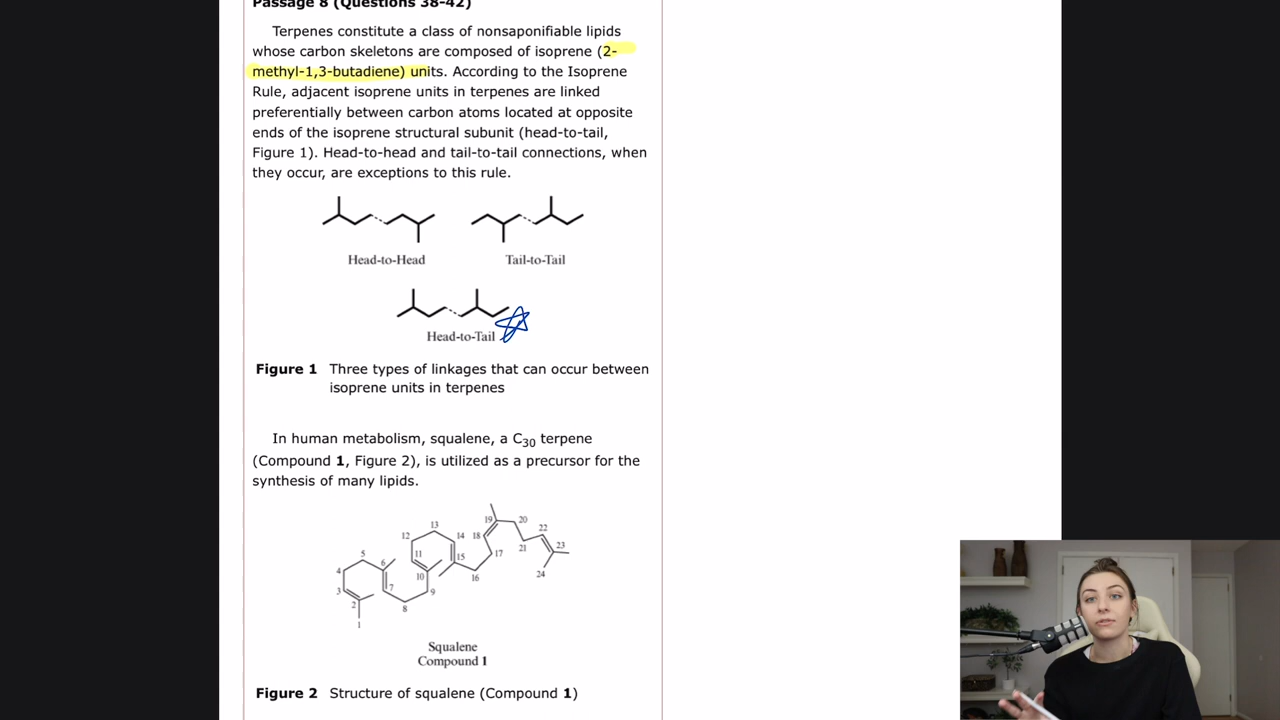 Passage 8 (Questions 38-42)
Terpenes constitute a class of nonsaponifiable lipids
whose carbon skeletons are composed of isoprene (2-
methyl-1,3-butadiene) units. According to the Isoprene
Rule, adjacent isoprene units in terpenes are linked
preferentially between carbon atoms located at opposite
ends of the isoprene structural subunit (head-to-tail,
Figure 1). Head-to-head and tail-to-tail connections, when
they occur, are exceptions to this rule.
Head-to-Head Tail-to-Tail
Head-to-Tail
Figure 1 Three types of linkages that can occur between
isoprene units in terpenes
In human metabolism, squalene, a C30 terpene
(Compound 1, Figure 2), is utilized as a precursor for the
synthesis of many lipids.
1
2
3
4
5
6
7
8
9
10
11
12
13
14
15
16
17
18
19
20
21
22
23
24
Squalene
Compound 1
Figure 2 Structure of squalene (Compound 1)